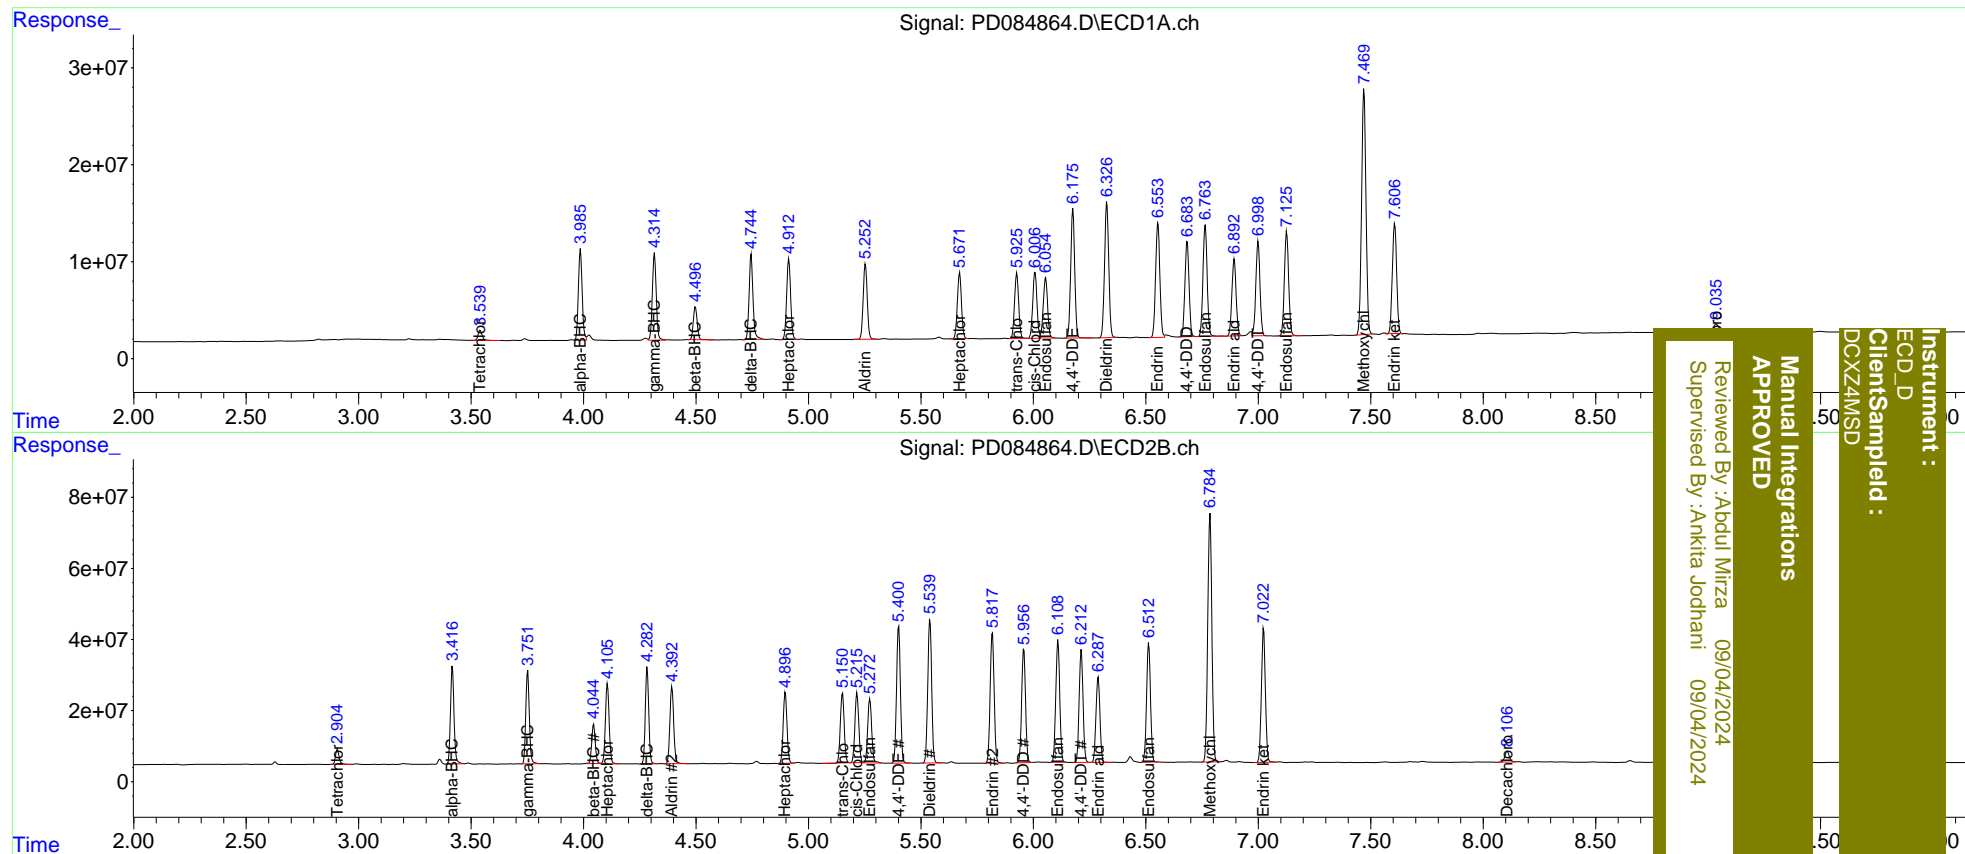 Response_
Signal: PD084864.D\ECD1A.ch
3e+07
2e+07
1e+07
0
3.539
3.985
4.314
4.496
4.744
4.912
5.252
5.671
5.925
6.006
6.054
6.175
6.326
6.553
6.683
6.763
6.892
6.998
7.125
7.469
7.606
9.035
Tetrachlor
alpha-BHC
gamma-BHC
beta-BHC
delta-BHC
Heptachlor
Aldrin
Heptachlor
trans-Chlo
cis-Chlord
Endosulfan
4,4'-DDE
Dieldrin
Endrin
4,4'-DDD
Endosulfan
Endrin ald
4,4'-DDT
Endosulfan
Methoxychl
Endrin ket
Time
2.00 2.50 3.00 3.50 4.00 4.50 5.00 5.50 6.00 6.50 7.00 7.50 8.00 8.50
Response_
Signal: PD084864.D\ECD2B.ch
8e+07
6e+07
4e+07
2e+07
0
2.904
3.416
3.751
4.044
4.105
4.282
4.392
4.896
5.150
5.215
5.272
5.400
5.539
5.817
5.956
6.108
6.212
6.287
6.512
6.784
7.022
8.106
Tetrachlor
alpha-BHC
gamma-BHC
beta-BHC #
Heptachlor
delta-BHC
Aldrin #2
Heptachlor
trans-Chlo
cis-Chlord
Endosulfan
4,4'-DDE #
Dieldrin #
Endrin #2
4,4'-DDD #
Endosulfan
4,4'-DDT #
Endrin ald
Endosulfan
Methoxychl
Endrin ket
Decachloro
Time
2.00 2.50 3.00 3.50 4.00 4.50 5.00 5.50 6.00 6.50 7.00 7.50 8.00 8.50
Instrument :
ECD_D
ClientSampleId :
DCXZ4MSD
Manual Integrations
APPROVED
Reviewed By :Abdul Mirza 09/04/2024
Supervised By :Ankita Jodhani 09/04/2024